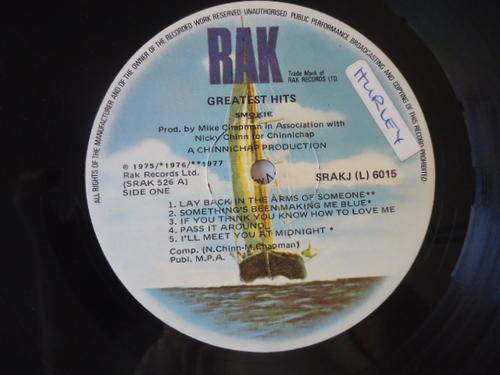 ALL RIGHTS OF THE MANUFACTURER AND OF THE OWNER OF THE RECORDED WORK RESERVED UNAUTHORISED PUBLIC PERFORMANCE BROADCASTING AND COPYING OF THIS RECORD PROHIBITED
RAK
Trade Mark of
RAK RECORDS LTD.
HURLEY
GREATEST HITS
SMOKIE
Prod. by Mike Chapman in Association with
Nicky Chinn for Chinnichap
A CHINNICHAP PRODUCTION
℗ 1975/*1976/**1977
Rak Records Ltd.
(SRAK 526 A)
SIDE ONE
SRAKJ (L) 6015
1. LAY BACK IN THE ARMS OF SOMEONE**
2. SOMETHING'S BEEN MAKING ME BLUE*
3. IF YOU THINK YOU KNOW HOW TO LOVE ME
4. PASS IT AROUND
5. I'LL MEET YOU AT MIDNIGHT *
Comp. (N.Chinn-M.Chapman)
Publ. M.P.A.